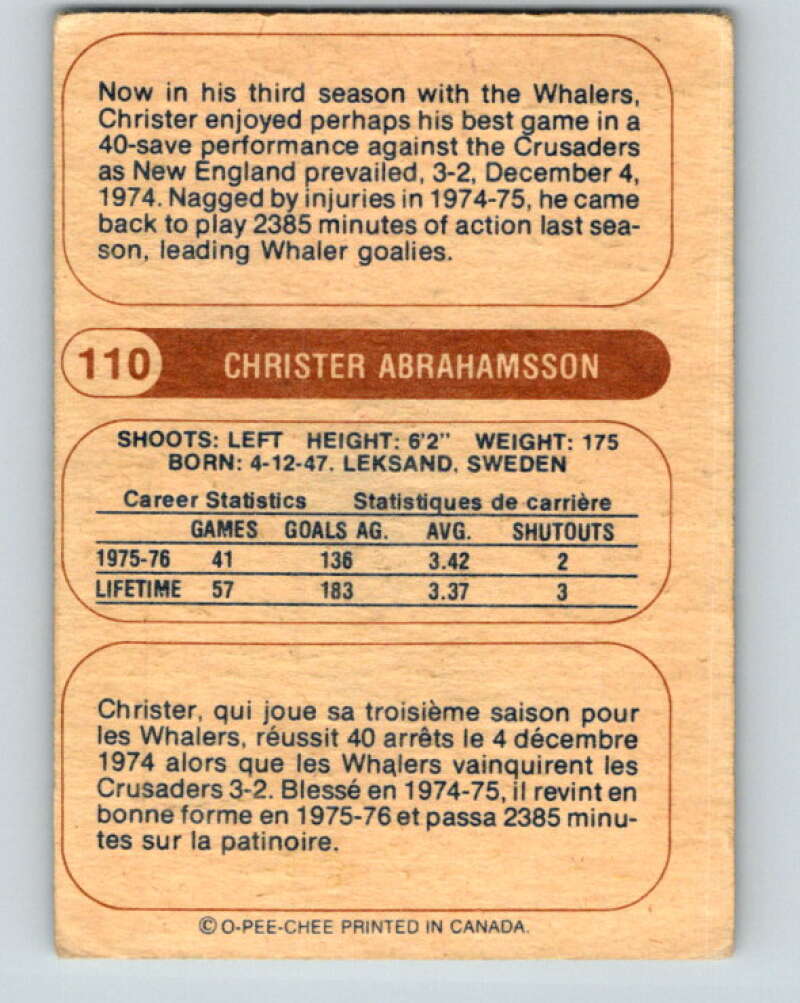 Now in his third season with the Whalers,
Christer enjoyed perhaps his best game in a
40-save performance against the Crusaders
as New England prevailed, 3-2, December 4,
1974. Nagged by injuries in 1974-75, he came
back to play 2385 minutes of action last sea-
son, leading Whaler goalies.
110 CHRISTER ABRAHAMSSON
SHOOTS: LEFT HEIGHT: 6'2" WEIGHT: 175
BORN: 4-12-47. LEKSAND, SWEDEN
Career Statistics Statistiques de carrière
GAMES GOALS AG. AVG. SHUTOUTS
1975-76 41 136 3.42 2
LIFETIME 57 183 3.37 3
Christer, qui joue sa troisième saison pour
les Whalers, réussit 40 arrêts le 4 décembre
1974 alors que les Whalers vainquirent les
Crusaders 3-2. Blessé en 1974-75, il revint en
bonne forme en 1975-76 et passa 2385 minu-
tes sur la patinoire.
© O-PEE-CHEE PRINTED IN CANADA.